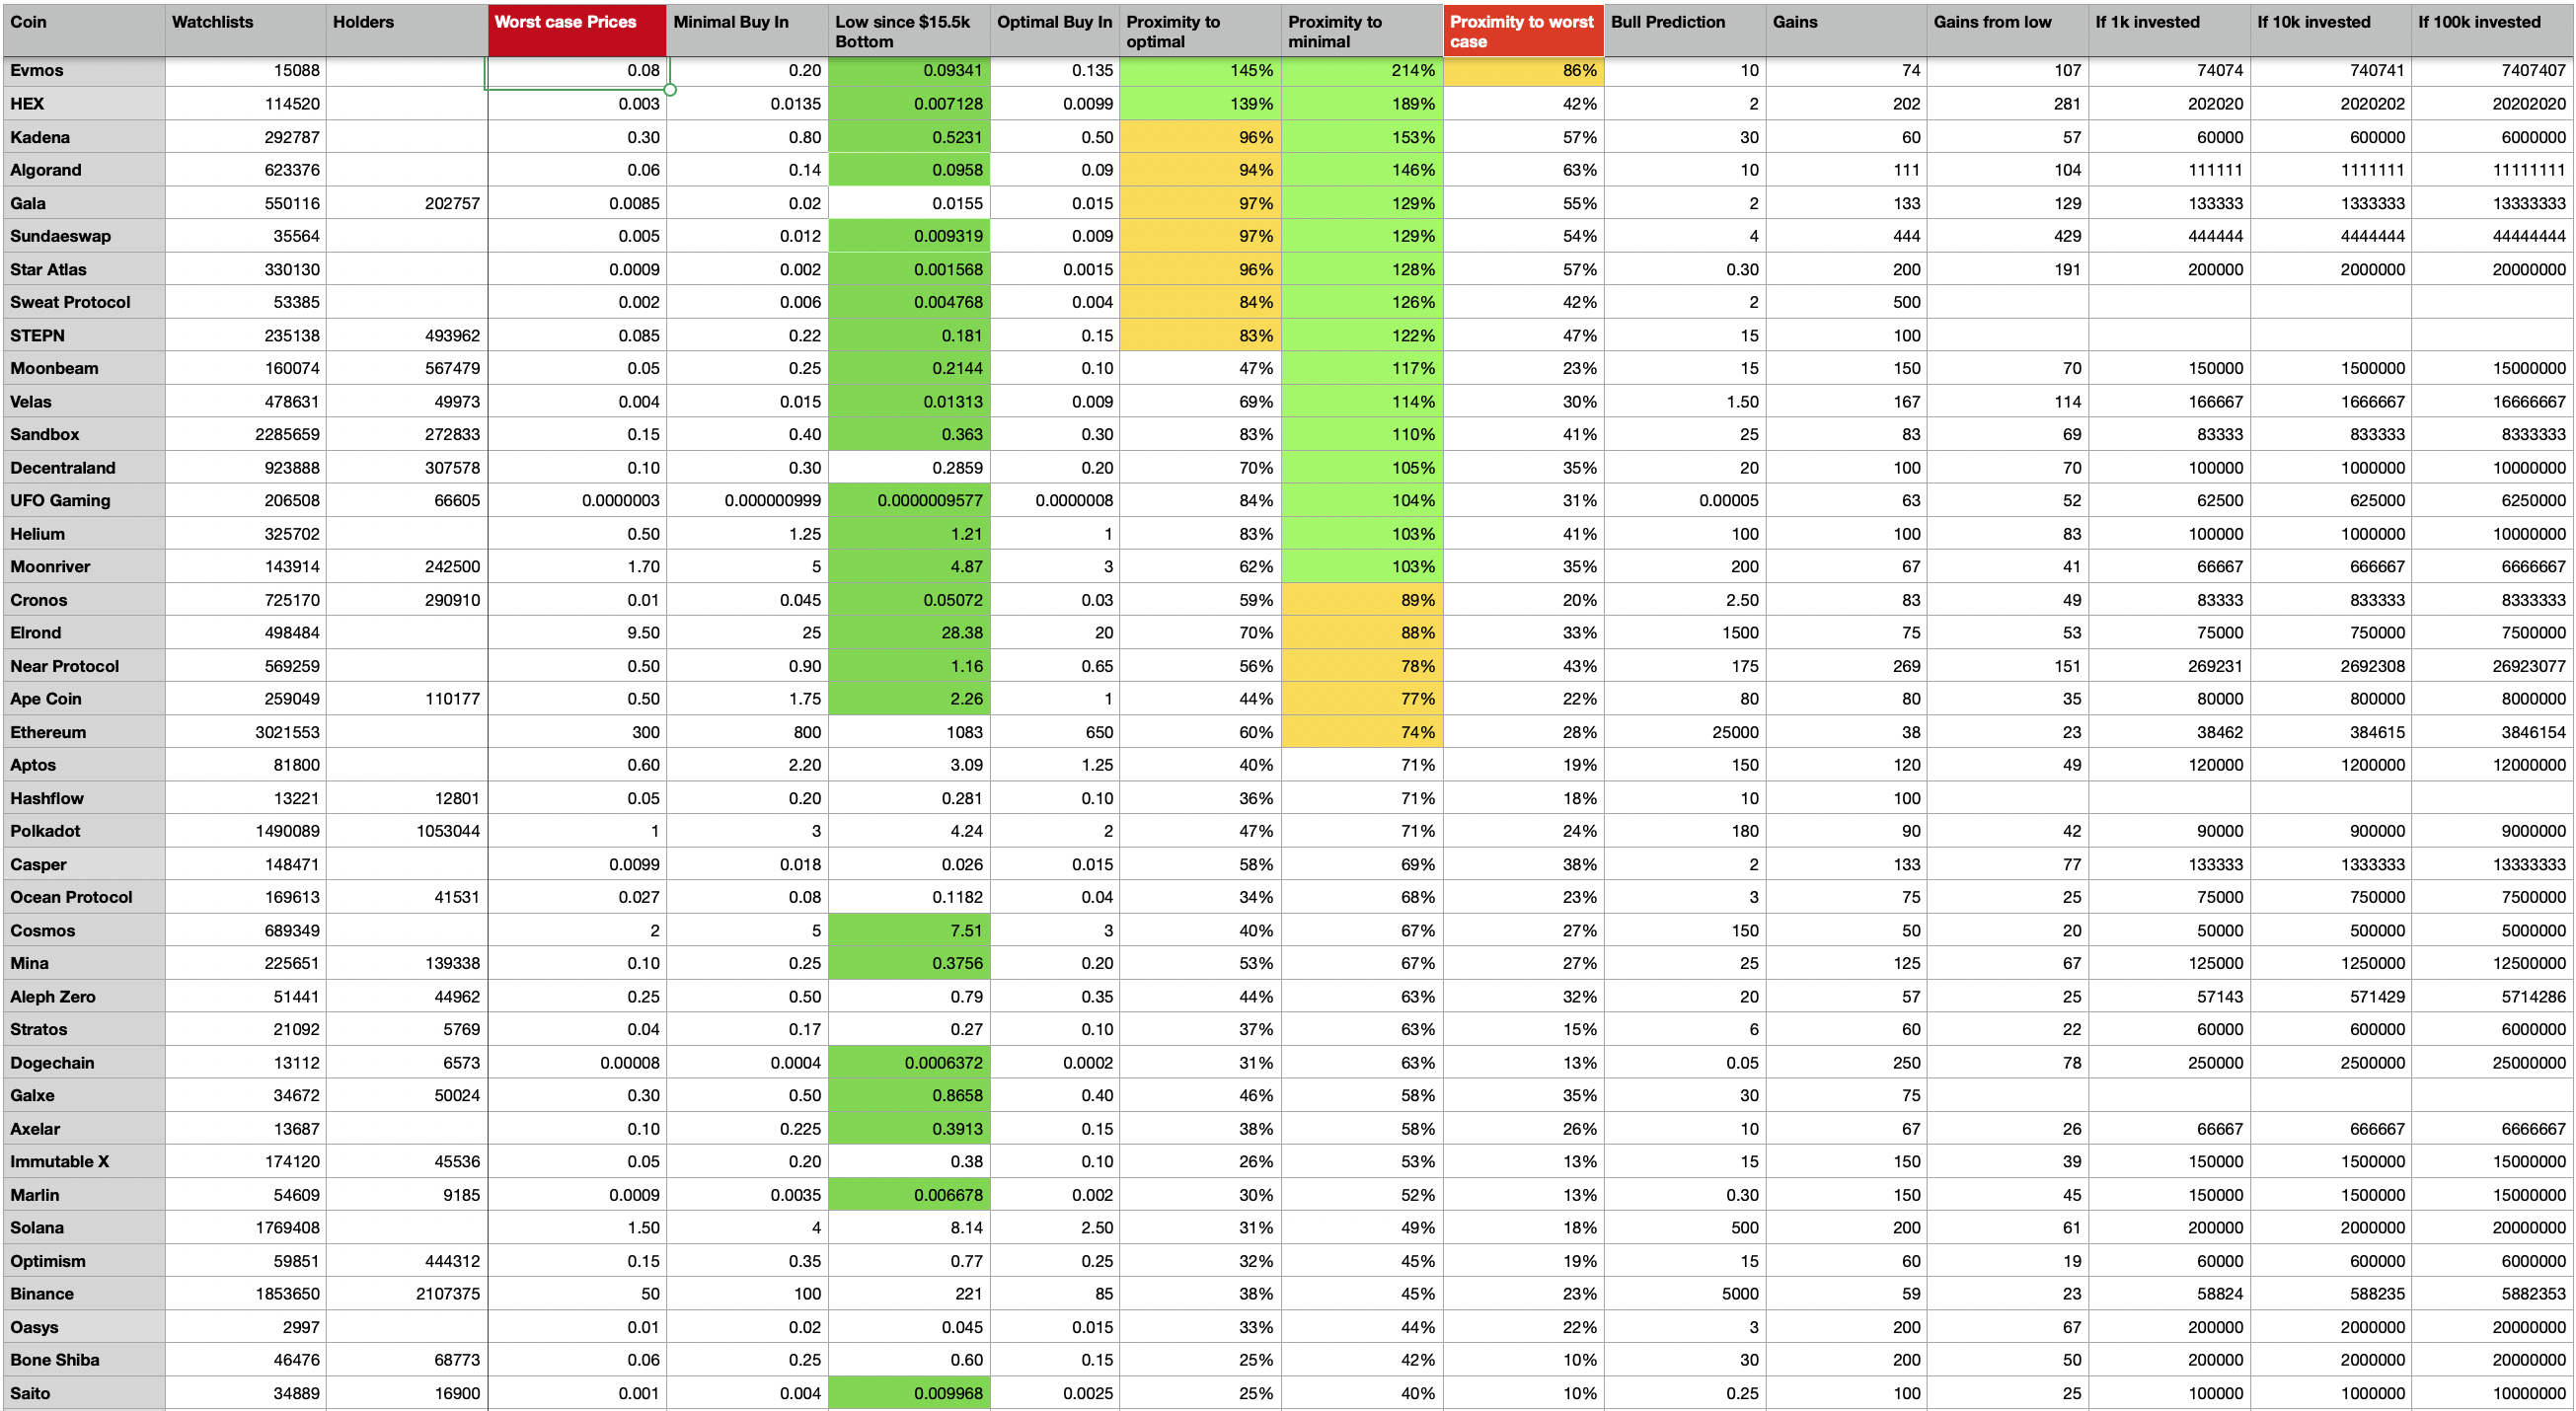 Coin Watchlists Holders Worst case Prices Minimal Buy In Low since $15.5k Bottom Optimal Buy In Proximity to optimal Proximity to minimal Proximity to worst case Bull Prediction Gains Gains from low If 1k invested If 10k invested If 100k invested
Evmos 15088 0.08 0.20 0.09341 0.135 145% 214% 86% 10 74 107 74074 740741 7407407
HEX 114520 0.003 0.0135 0.007128 0.0099 139% 189% 42% 2 202 281 202020 2020202 20202020
Kadena 292787 0.30 0.80 0.5231 0.50 96% 153% 57% 30 60 57 60000 600000 6000000
Algorand 623376 0.06 0.14 0.0958 0.09 94% 146% 63% 10 111 104 111111 1111111 11111111
Gala 550116 202757 0.0085 0.02 0.0155 0.015 97% 129% 55% 2 133 129 133333 1333333 13333333
Sundaeswap 35564 0.005 0.012 0.009319 0.009 97% 129% 54% 4 444 429 444444 4444444 44444444
Star Atlas 330130 0.0009 0.002 0.001568 0.0015 96% 128% 57% 0.30 200 191 200000 2000000 20000000
Sweat Protocol 53385 0.002 0.006 0.004768 0.004 84% 126% 42% 2 500
STEPN 235138 493962 0.085 0.22 0.181 0.15 83% 122% 47% 15 100
Moonbeam 160074 567479 0.05 0.25 0.2144 0.10 47% 117% 23% 15 150 70 150000 1500000 15000000
Velas 478631 49973 0.004 0.015 0.01313 0.009 69% 114% 30% 1.50 167 114 166667 1666667 16666667
Sandbox 2285659 272833 0.15 0.40 0.363 0.30 83% 110% 41% 25 83 69 83333 833333 8333333
Decentraland 923888 307578 0.10 0.30 0.2859 0.20 70% 105% 35% 20 100 70 100000 1000000 10000000
UFO Gaming 206508 66605 0.0000003 0.000000999 0.0000009577 0.0000008 84% 104% 31% 0.00005 63 52 62500 625000 6250000
Helium 325702 0.50 1.25 1.21 1 83% 103% 41% 100 100 83 100000 1000000 10000000
Moonriver 143914 242500 1.70 5 4.87 3 62% 103% 35% 200 67 41 66667 666667 6666667
Cronos 725170 290910 0.01 0.045 0.05072 0.03 59% 89% 20% 2.50 83 49 83333 833333 8333333
Elrond 498484 9.50 25 28.38 20 70% 88% 33% 1500 75 53 75000 750000 7500000
Near Protocol 569259 0.50 0.90 1.16 0.65 56% 78% 43% 175 269 151 269231 2692308 26923077
Ape Coin 259049 110177 0.50 1.75 2.26 1 44% 77% 22% 80 80 35 80000 800000 8000000
Ethereum 3021553 300 800 1083 650 60% 74% 28% 25000 38 23 38462 384615 3846154
Aptos 81800 0.60 2.20 3.09 1.25 40% 71% 19% 150 120 49 120000 1200000 12000000
Hashflow 13221 12801 0.05 0.20 0.281 0.10 36% 71% 18% 10 100
Polkadot 1490089 1053044 1 3 4.24 2 47% 71% 24% 180 90 42 90000 900000 9000000
Casper 148471 0.0099 0.018 0.026 0.015 58% 69% 38% 2 133 77 133333 1333333 13333333
Ocean Protocol 169613 41531 0.027 0.08 0.1182 0.04 34% 68% 23% 3 75 25 75000 750000 7500000
Cosmos 689349 2 5 7.51 3 40% 67% 27% 150 50 20 50000 500000 5000000
Mina 225651 139338 0.10 0.25 0.3756 0.20 53% 67% 27% 25 125 67 125000 1250000 12500000
Aleph Zero 51441 44962 0.25 0.50 0.79 0.35 44% 63% 32% 20 57 25 57143 571429 5714286
Stratos 21092 5769 0.04 0.17 0.27 0.10 37% 63% 15% 6 60 22 60000 600000 6000000
Dogechain 13112 6573 0.00008 0.0004 0.0006372 0.0002 31% 63% 13% 0.05 250 78 250000 2500000 25000000
Galxe 34672 50024 0.30 0.50 0.8658 0.40 46% 58% 35% 30 75
Axelar 13687 0.10 0.225 0.3913 0.15 38% 58% 26% 10 67 26 66667 666667 6666667
Immutable X 174120 45536 0.05 0.20 0.38 0.10 26% 53% 13% 15 150 39 150000 1500000 15000000
Marlin 54609 9185 0.0009 0.0035 0.006678 0.002 30% 52% 13% 0.30 150 45 150000 1500000 15000000
Solana 1769408 1.50 4 8.14 2.50 31% 49% 18% 500 200 61 200000 2000000 20000000
Optimism 59851 444312 0.15 0.35 0.77 0.25 32% 45% 19% 15 60 19 60000 600000 6000000
Binance 1853650 2107375 50 100 221 85 38% 45% 23% 5000 59 23 58824 588235 5882353
Oasys 2997 0.01 0.02 0.045 0.015 33% 44% 22% 3 200 67 200000 2000000 20000000
Bone Shiba 46476 68773 0.06 0.25 0.60 0.15 25% 42% 10% 30 200 50 200000 2000000 20000000
Saito 34889 16900 0.001 0.004 0.009968 0.0025 25% 40% 10% 0.25 100 25 100000 1000000 10000000